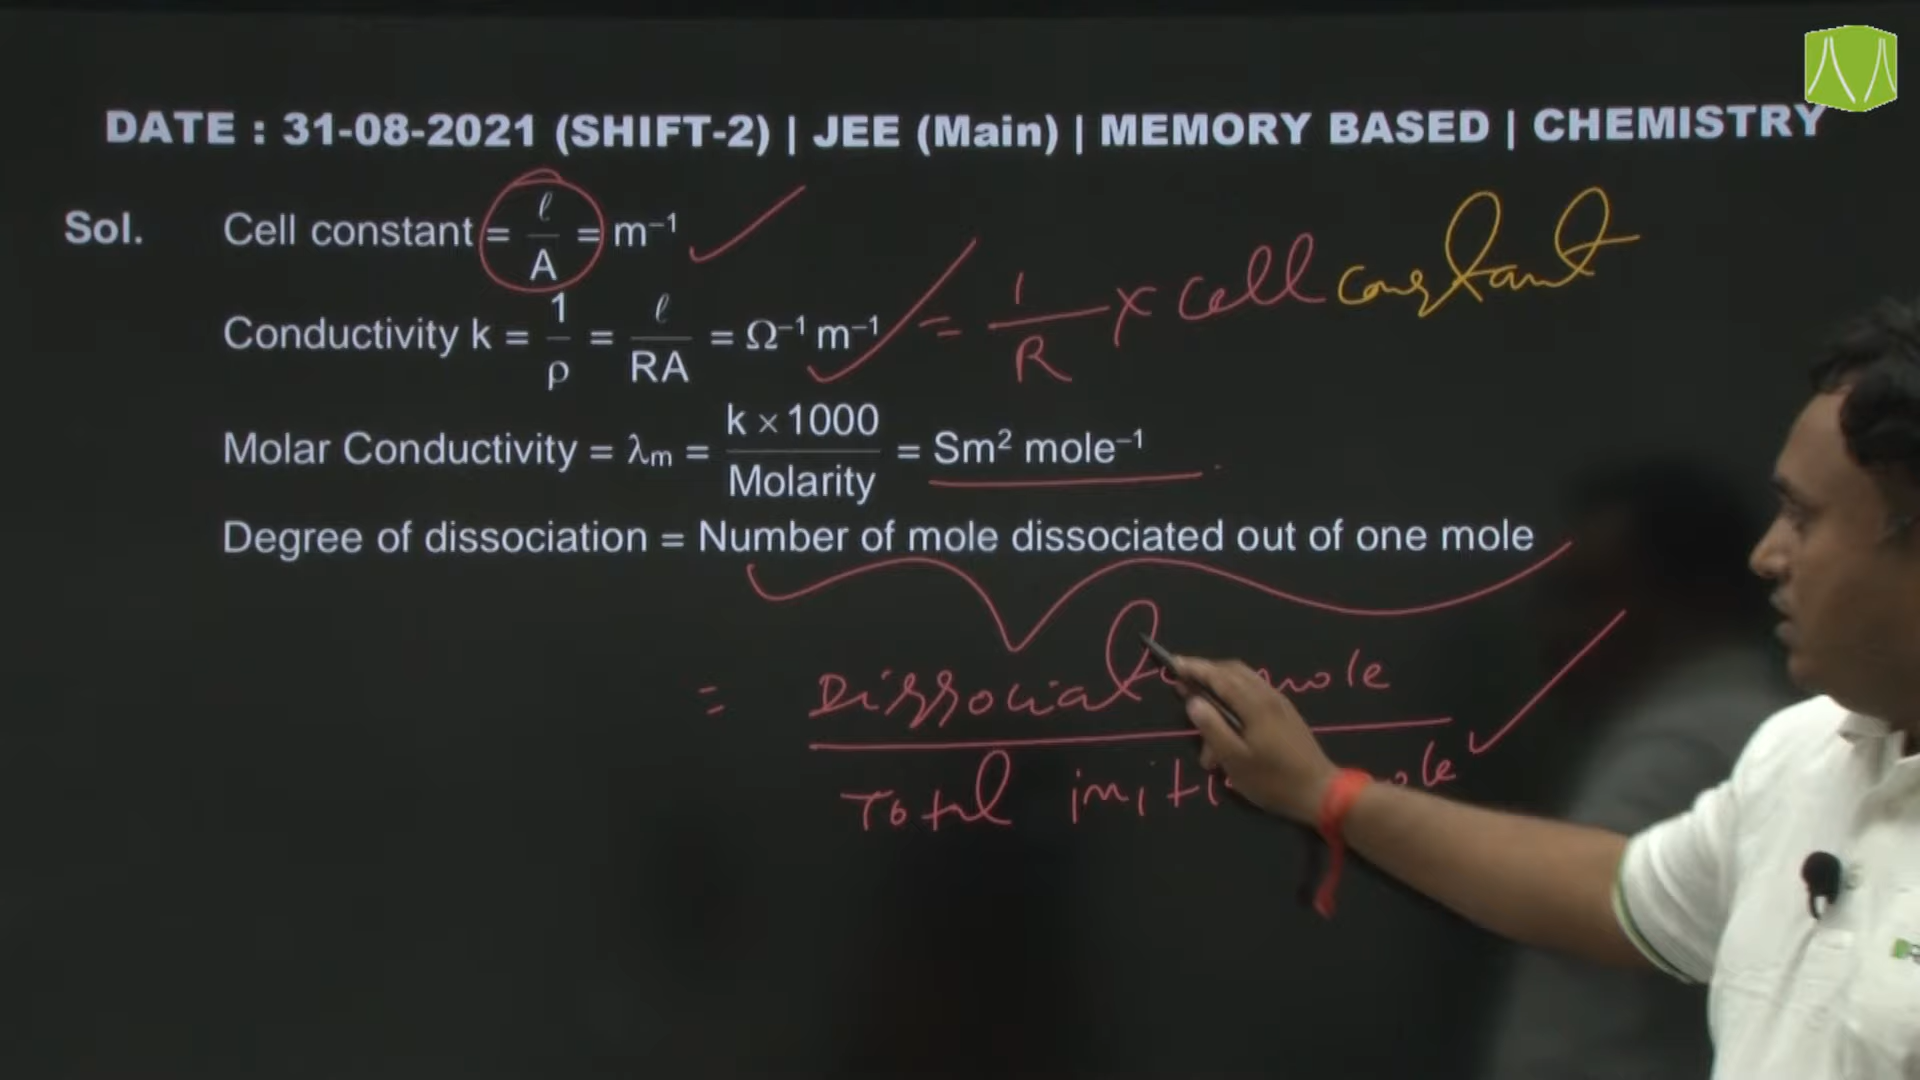 DATE : 31-08-2021 (SHIFT-2) | JEE (Main) | MEMORY BASED | CHEMISTRY
Sol. Cell constant = ℓ/A = m⁻¹
Conductivity k = 1/ρ = ℓ/RA = Ω⁻¹ m⁻¹ = 1/R × cell constant
Molar Conductivity = λm = k × 1000/Molarity = Sm² mole⁻¹
Degree of dissociation = Number of mole dissociated out of one mole
= mole
Total